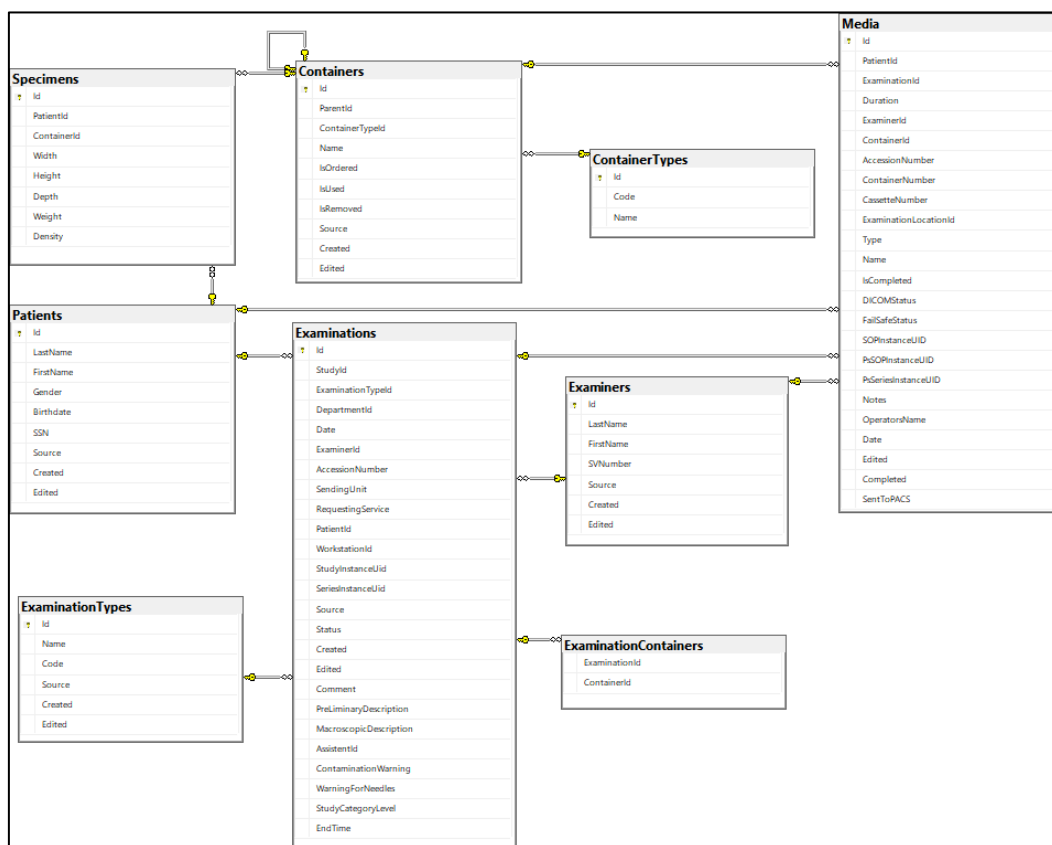 Specimens
Id
PatientId
ContainerId
Width
Height
Depth
Weight
Density
Containers
Id
ParentId
ContainerTypeId
Name
IsOrdered
IsUsed
IsRemoved
Source
Created
Edited
ContainerTypes
Id
Code
Name
Media
Id
PatientId
ExaminationId
Duration
ExaminerId
ContainerId
AccessionNumber
ContainerNumber
CassetteNumber
ExaminationLocationId
Type
Name
IsCompleted
DICOMStatus
FailSafeStatus
SOPInstanceUID
PsSOPInstanceUID
PsSeriesInstanceUID
Notes
OperatorsName
Date
Edited
Completed
SentToPACS
Patients
Id
LastName
FirstName
Gender
Birthdate
SSN
Source
Created
Edited
Examinations
Id
StudyId
ExaminationTypeId
DepartmentId
Date
ExaminerId
AccessionNumber
SendingUnit
RequestingService
PatientId
WorkstationId
StudyInstanceUid
SeriesInstanceUid
Source
Status
Created
Edited
Comment
PreLiminaryDescription
MacroscopicDescription
AssistentId
ContaminationWarning
WarningForNeedles
StudyCategoryLevel
EndTime
Examiners
Id
LastName
FirstName
SVNumber
Source
Created
Edited
ExaminationTypes
Id
Name
Code
Source
Created
Edited
ExaminationContainers
ExaminationId
ContainerId